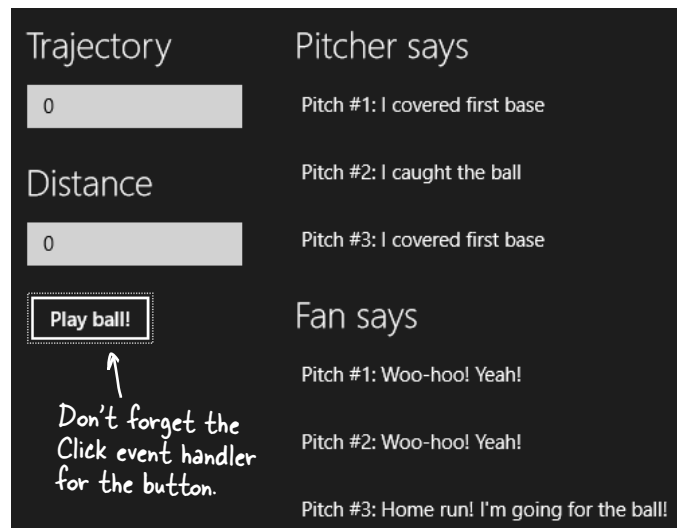 Trajectory
0
Distance
0
Play ball!
Don't forget the
Click event handler
for the button.
Pitcher says
Pitch #1: I covered first base
Pitch #2: I caught the ball
Pitch #3: I covered first base
Fan says
Pitch #1: Woo-hoo! Yeah!
Pitch #2: Woo-hoo! Yeah!
Pitch #3: Home run! I'm going for the ball!